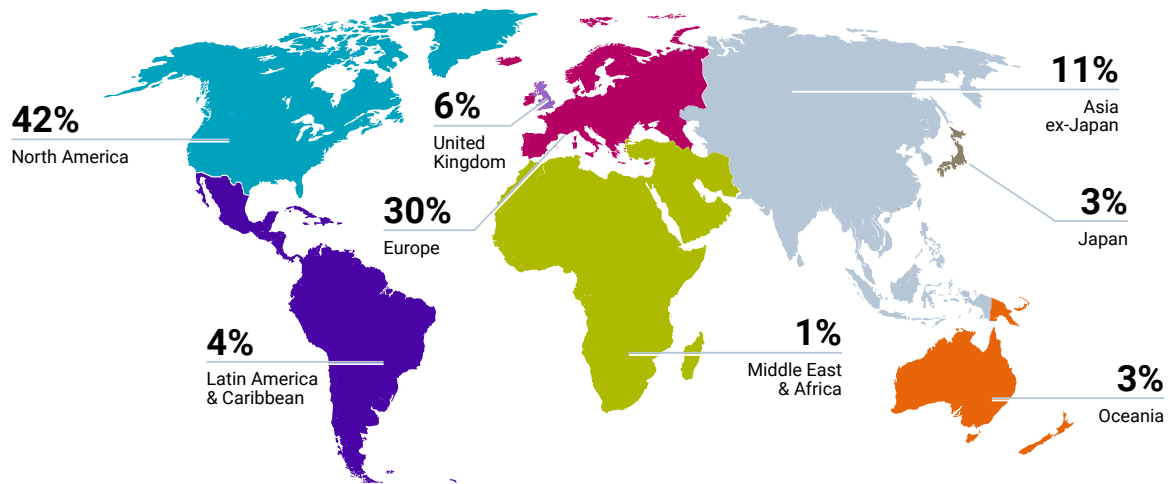 42%
North America
6%
United
Kingdom
30%
Europe
4%
Latin America
& Caribbean
11%
Asia
ex-Japan
3%
Japan
1%
Middle East
& Africa
3%
Oceania